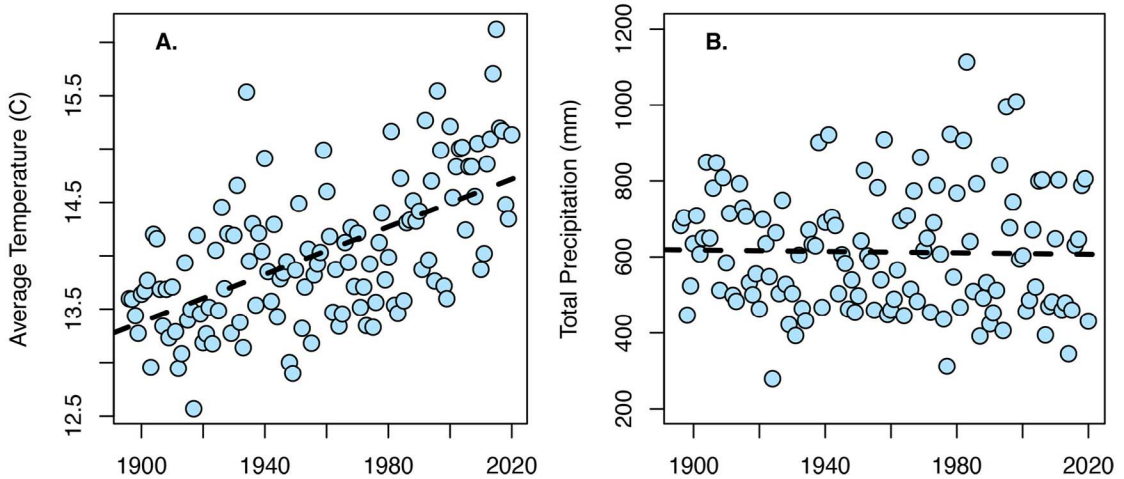 A.
Average Temperature (C)
15.5
14.5
13.5
12.5
1900 1940 1980 2020
B.
Total Precipitation (mm)
1200
1000
800
600
400
200
1900 1940 1980 2020